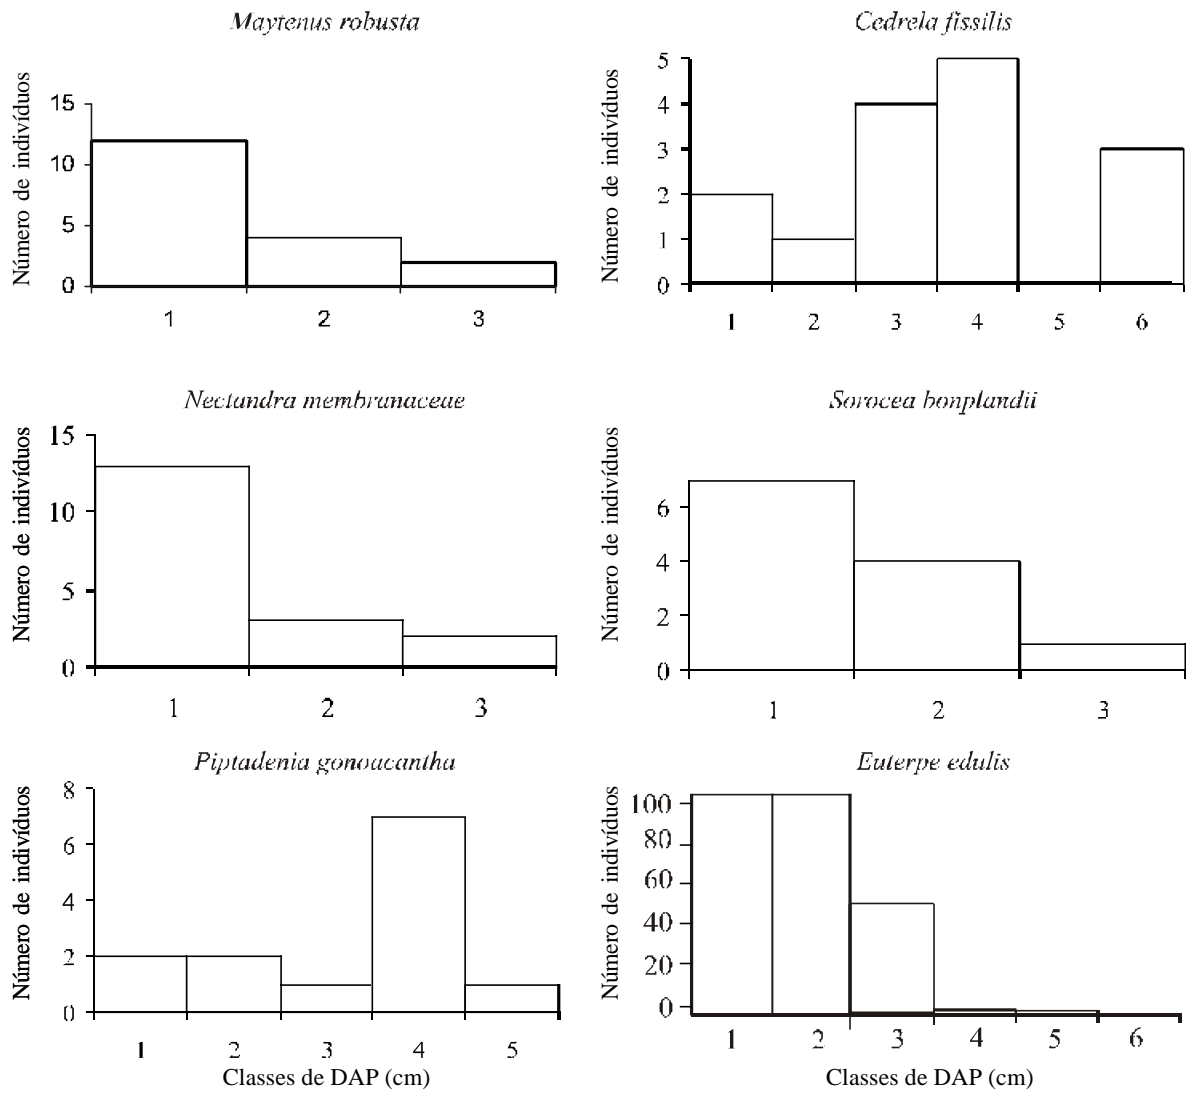 Maytenus robusta
Número de indivíduos
15
10
5
0
1 2 3
Cedrela fissilis
Número de indivíduos
5
4
3
2
1
0
1 2 3 4 5 6
Nectandra membranaceae
Número de indivíduos
15
10
5
0
1 2 3
Sorocea bonplandii
Número de indivíduos
6
4
2
0
1 2 3
Piptadenia gonoacantha
Número de indivíduos
8
6
4
2
0
1 2 3 4 5
Classes de DAP (cm)
Euterpe edulis
Número de indivíduos
100
80
60
40
20
0
1 2 3 4 5 6
Classes de DAP (cm)